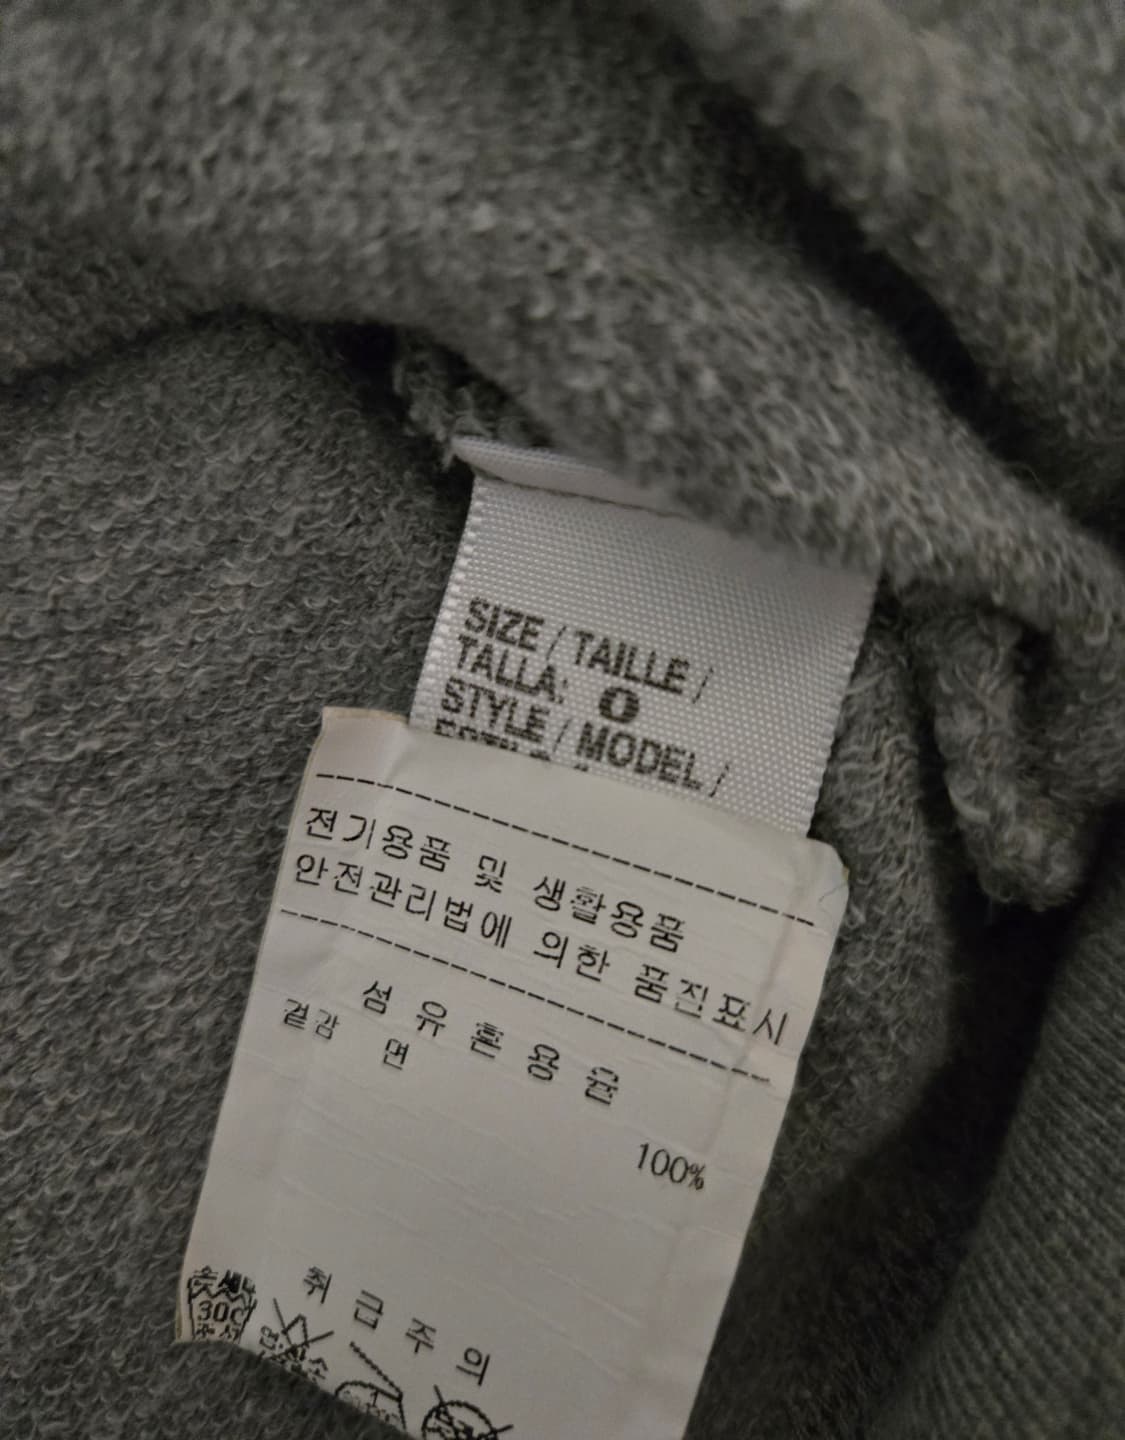 SIZE / TAILLE /
TALLA: 0
STYLE / MODEL /
전기용품 및 생활용품
안전관리법에 의한 품질표시
섬유혼용율
겉감 면 100%
취급주의
30C